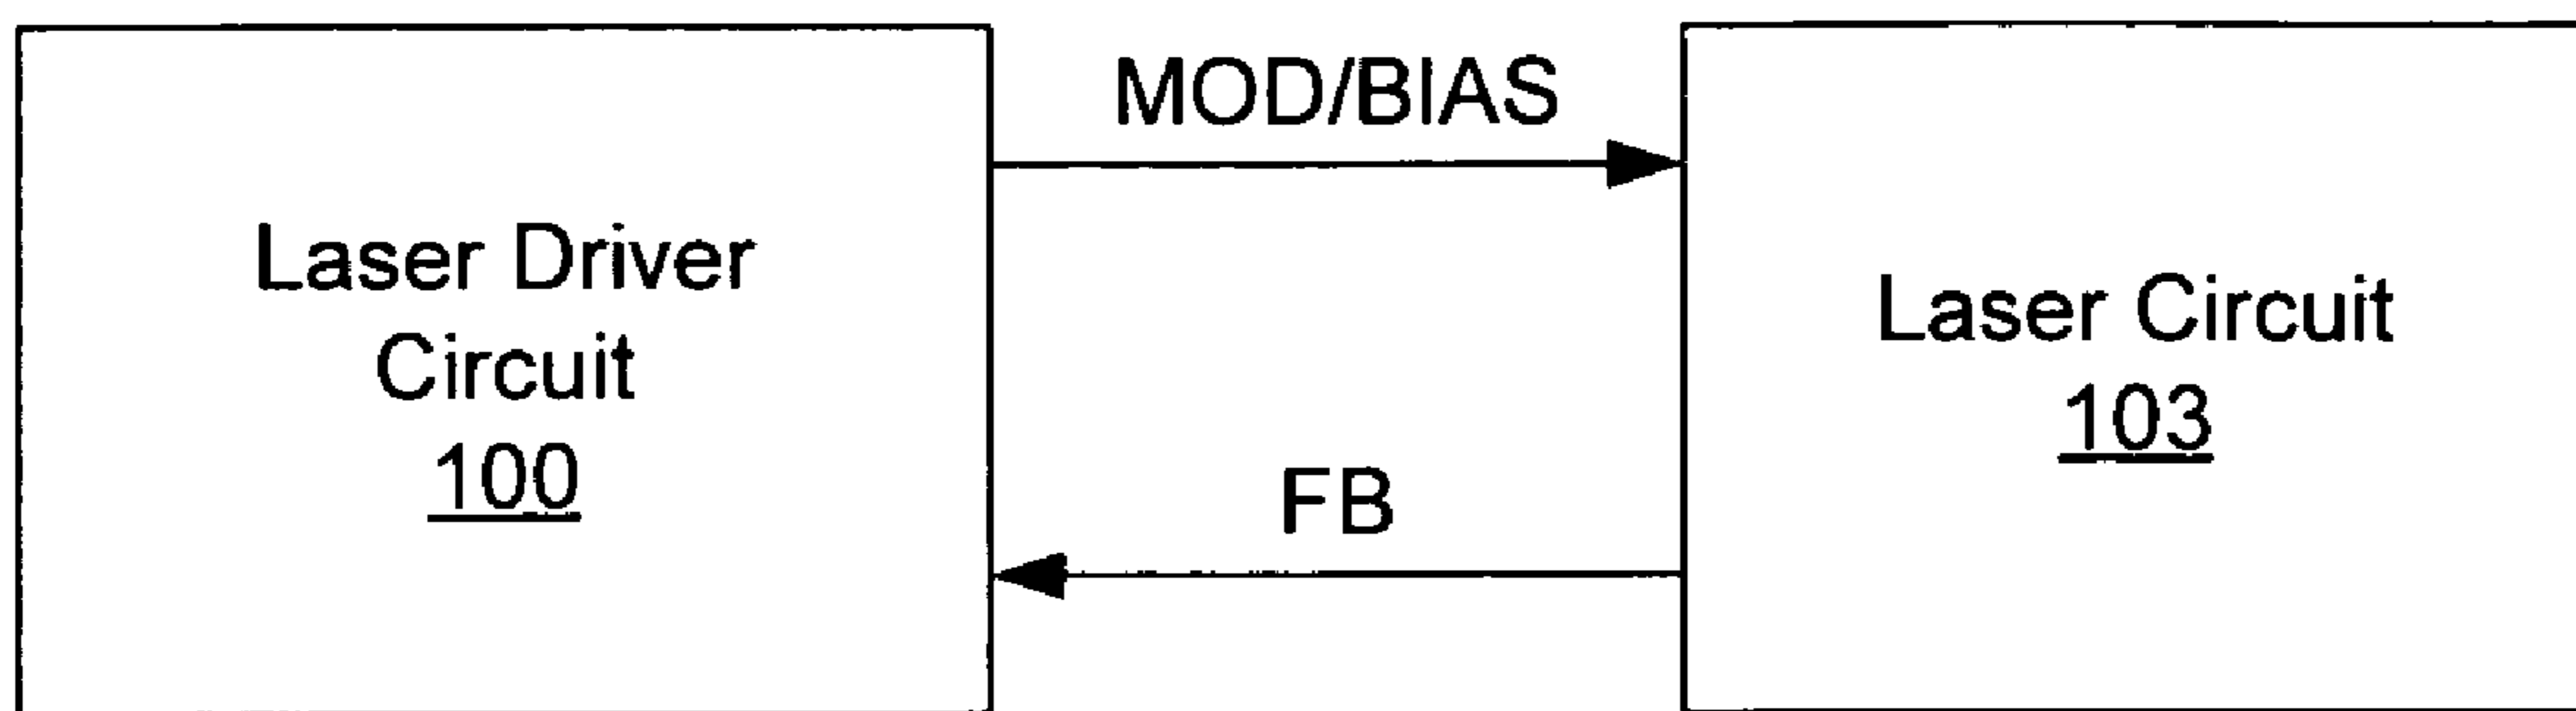 Laser Driver
Circuit
100
MOD/BIAS
FB
Laser Circuit
103